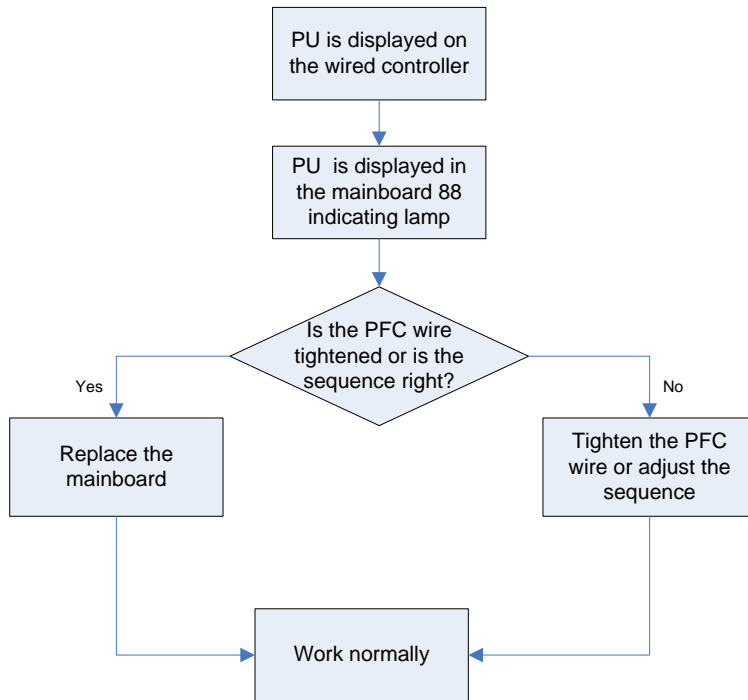 PU is displayed on
the wired controller
PU  is displayed in
the mainboard 88
indicating lamp
Is the PFC wire
tightened or is the
sequence right?
Yes
No
Replace the
mainboard
Tighten the PFC
wire or adjust the
sequence
Work normally